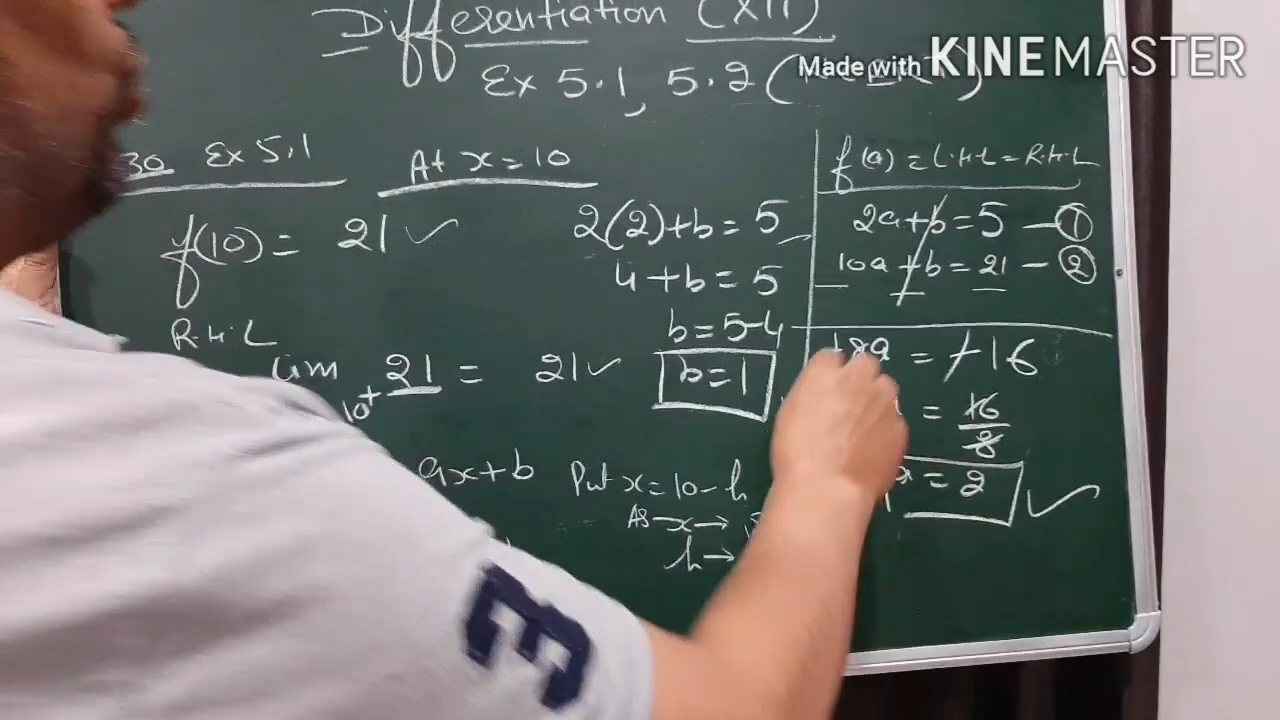 Differentiation (XII)
Ex 5.1, 5.2 (
Made with KINEMASTER
30 Ex 5.1
At x = 10
f(10) = 21 ✓
R.H.L
lim 21 = 21 ✓
10⁺
ax+b
Put x = 10 - h
As x →
h →
2(2)+b = 5
4 + b = 5
b = 5-4
b = 1
f(a) = L.H.L = R.H.L
2a+b = 5 — ①
10a+b = 21 — ②
- - -
8a = -16
= 16/8
a = 2 ✓
E